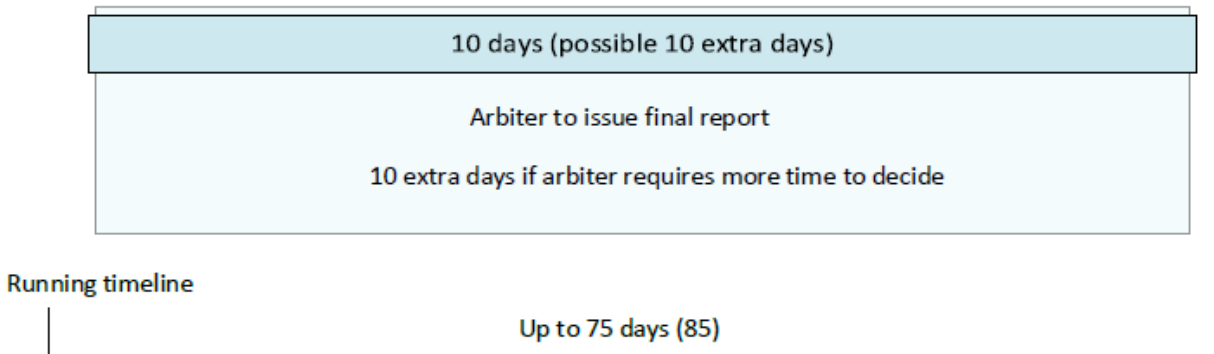 10 days (possible 10 extra days)
Arbiter to issue final report
10 extra days if arbiter requires more time to decide
Running timeline
Up to 75 days (85)